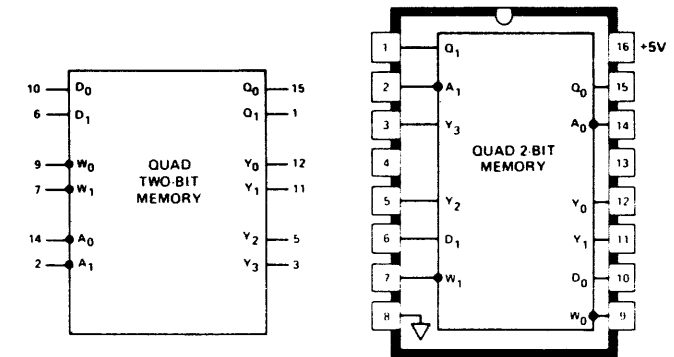 10 D0 Q0 15
6 D1 Q1 1
9 W0 QUAD Y0 12
7 W1 TWO-BIT Y1 11
MEMORY
14 A0 Y2 5
2 A1 Y3 3
1 Q1 16 +5V
2 A1 Q0 15
3 Y3 A0 14
QUAD 2-BIT
MEMORY
4 13
5 Y2 Y0 12
6 D1 Y1 11
7 W1 D0 10
8 W0 9